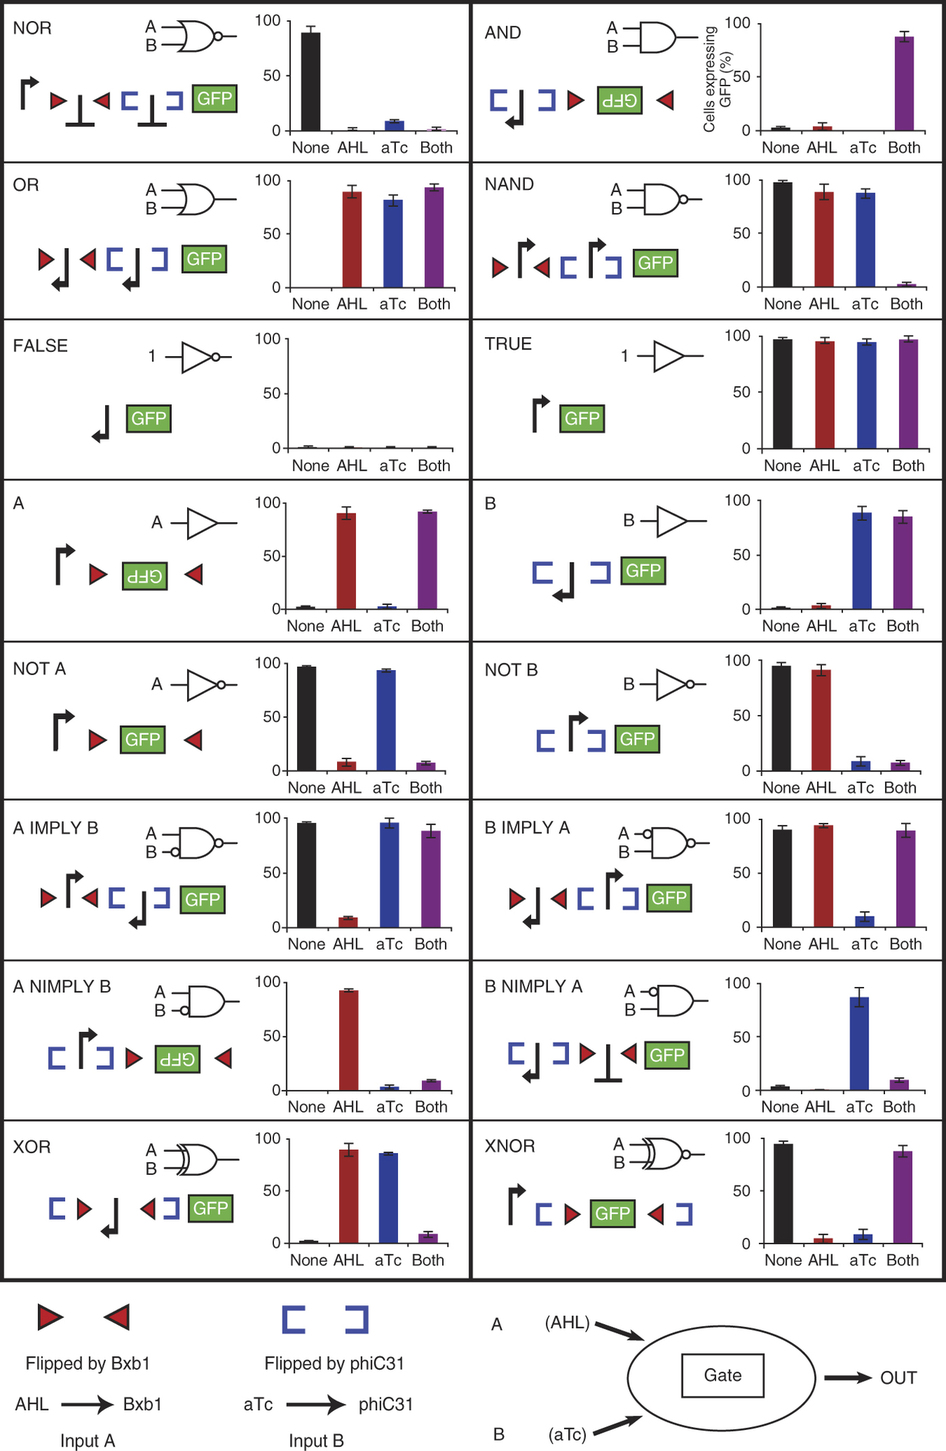 NOR
A
B
GFP
100
50
0
None AHL aTc Both
AND
A
B
GFP
Cells expressing
GFP (%)
100
50
0
None AHL aTc Both
OR
A
B
GFP
100
50
0
None AHL aTc Both
NAND
A
B
GFP
100
50
0
None AHL aTc Both
FALSE
1
GFP
100
50
0
None AHL aTc Both
TRUE
1
GFP
100
50
0
None AHL aTc Both
A
A
GFP
100
50
0
None AHL aTc Both
B
B
GFP
100
50
0
None AHL aTc Both
NOT A
A
GFP
100
50
0
None AHL aTc Both
NOT B
B
GFP
100
50
0
None AHL aTc Both
A IMPLY B
A
B
GFP
100
50
0
None AHL aTc Both
B IMPLY A
A
B
GFP
100
50
0
None AHL aTc Both
A NIMPLY B
A
B
GFP
100
50
0
None AHL aTc Both
B NIMPLY A
A
B
GFP
100
50
0
None AHL aTc Both
XOR
A
B
GFP
100
50
0
None AHL aTc Both
XNOR
A
B
GFP
100
50
0
None AHL aTc Both
Flipped by Bxb1
AHL Bxb1
Input A
Flipped by phiC31
aTc phiC31
Input B
A (AHL)
Gate
OUT
B (aTc)